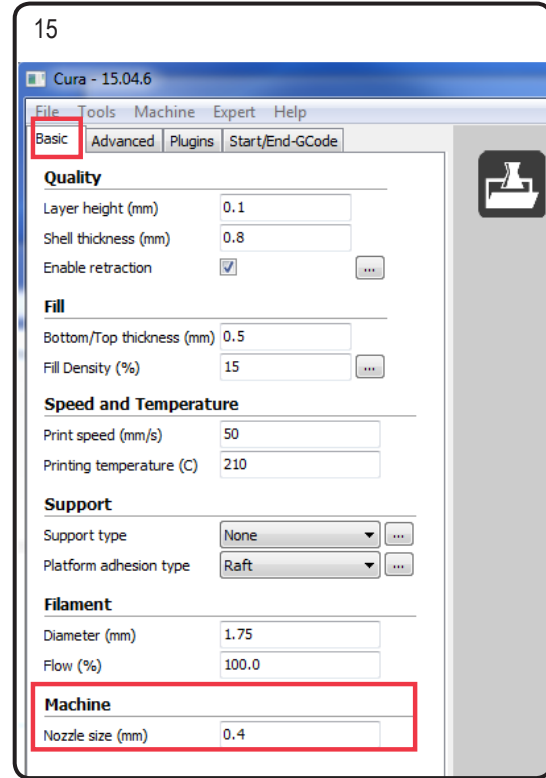 15
Cura - 15.04.6
File Tools Machine Expert Help
Basic Advanced Plugins Start/End-GCode
Quality
Layer height (mm) 0.1
Shell thickness (mm) 0.8
Enable retraction ...
Fill
Bottom/Top thickness (mm) 0.5
Fill Density (%) 15 ...
Speed and Temperature
Print speed (mm/s) 50
Printing temperature (C) 210
Support
Support type None ...
Platform adhesion type Raft ...
Filament
Diameter (mm) 1.75
Flow (%) 100.0
Machine
Nozzle size (mm) 0.4